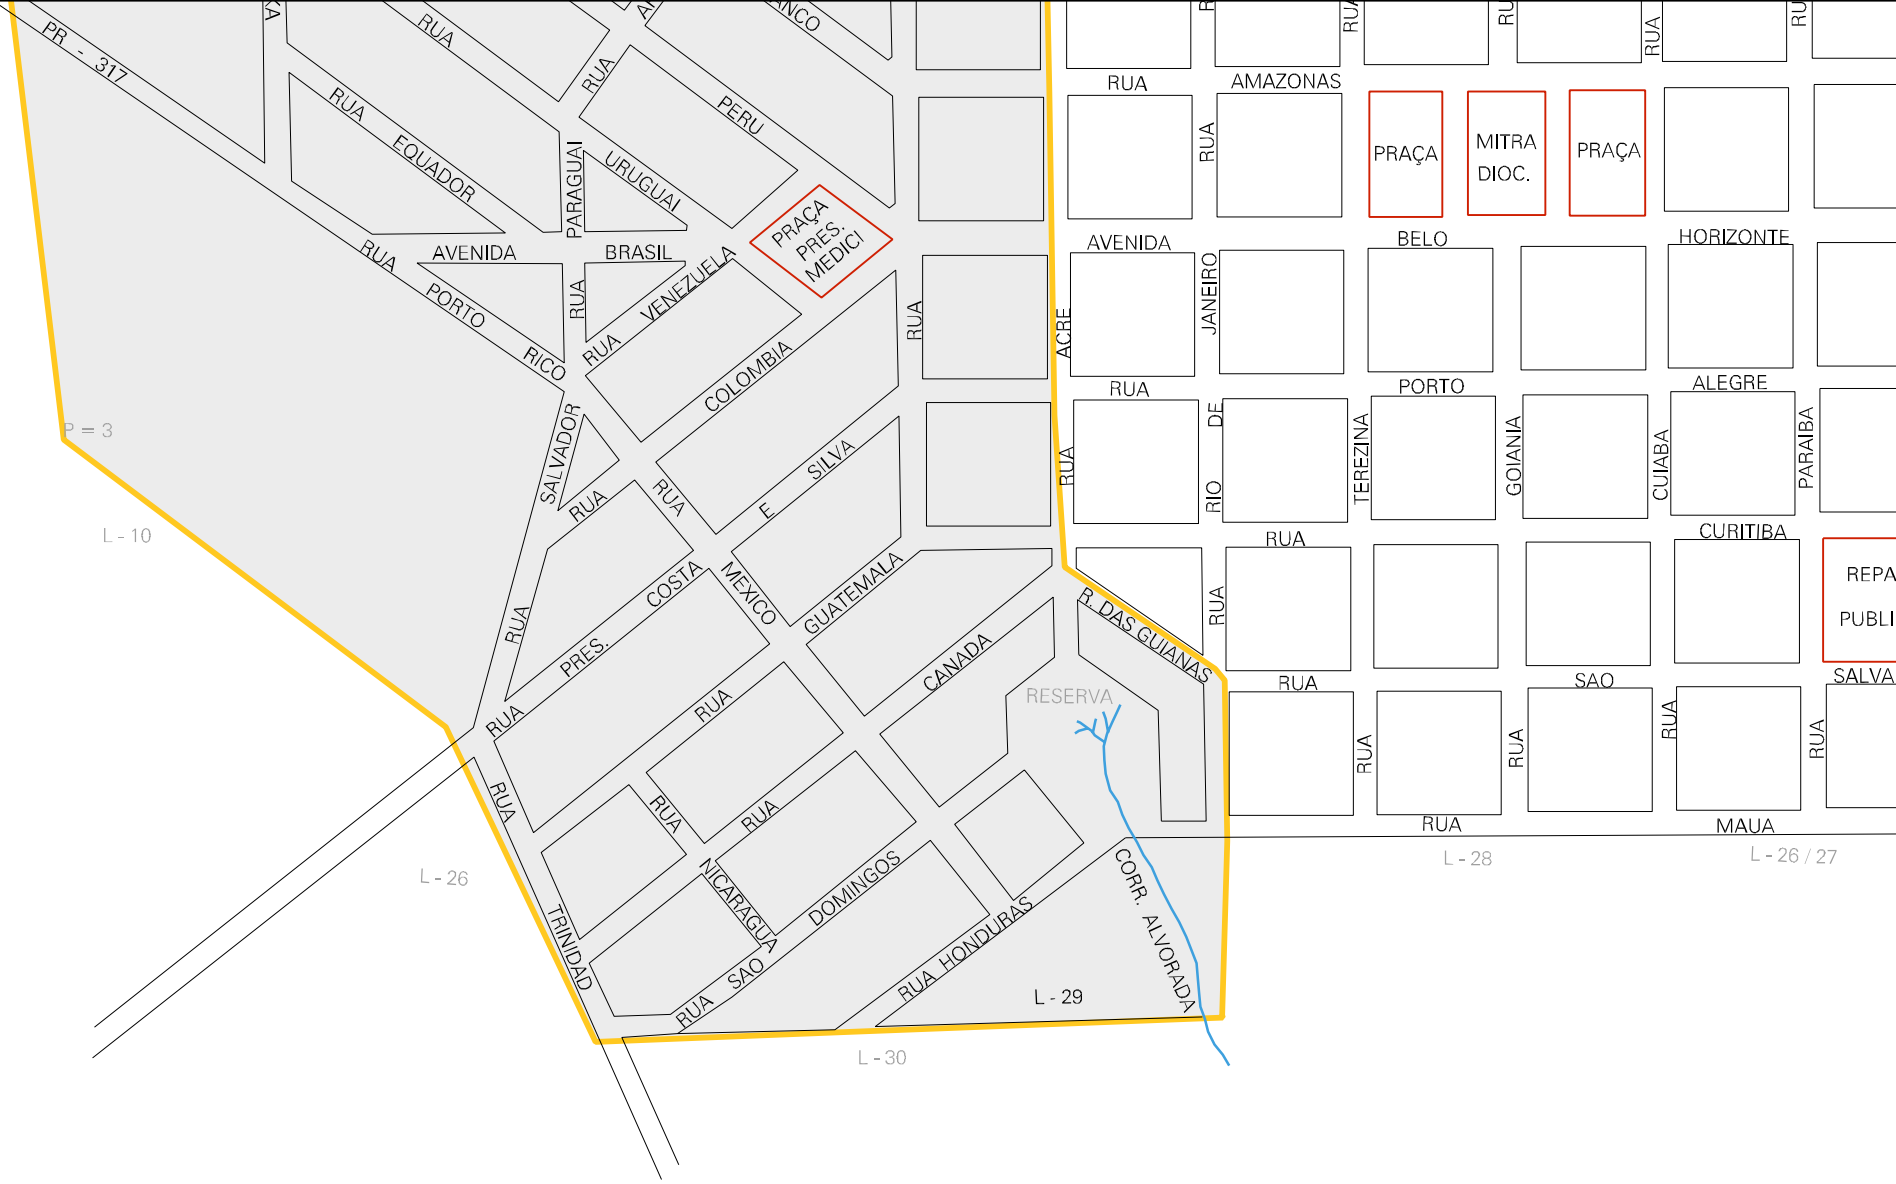 PR - 317
RUA
RUA
PERU
RUA
EQUADOR
PARAGUAI
URUGUAI
PRAÇA
PRES.
MEDICI
AVENIDA
BRASIL
RUA
PORTO
RICO
RUA
RUA
VENEZUELA
COLOMBIA
RUA
ACRE
RUA
SALVADOR
RUA
RUA
E
SILVA
RUA
PRES.
COSTA
RUA
MEXICO
GUATEMALA
CANADA
R. DAS GUIANAS
RESERVA
RUA
RUA
RUA
NICARAGUA
RUA
TRINIDAD
RUA
SAO
DOMINGOS
RUA HONDURAS
CORR. ALVORADA
L - 29
L - 30
L - 26
L - 10
P = 3
RUA
AMAZONAS
RUA
RUA
RUA
PRAÇA
MITRA
DIOC.
PRAÇA
AVENIDA
BELO
HORIZONTE
JANEIRO
DE
RIO
RUA
RUA
PORTO
ALEGRE
TEREZINA
GOIANIA
CUIABA
PARAIBA
RUA
CURITIBA
REPA
PUBLI
RUA
SAO
SALVA
RUA
RUA
RUA
RUA
RUA
MAUA
L - 28
L - 26 / 27